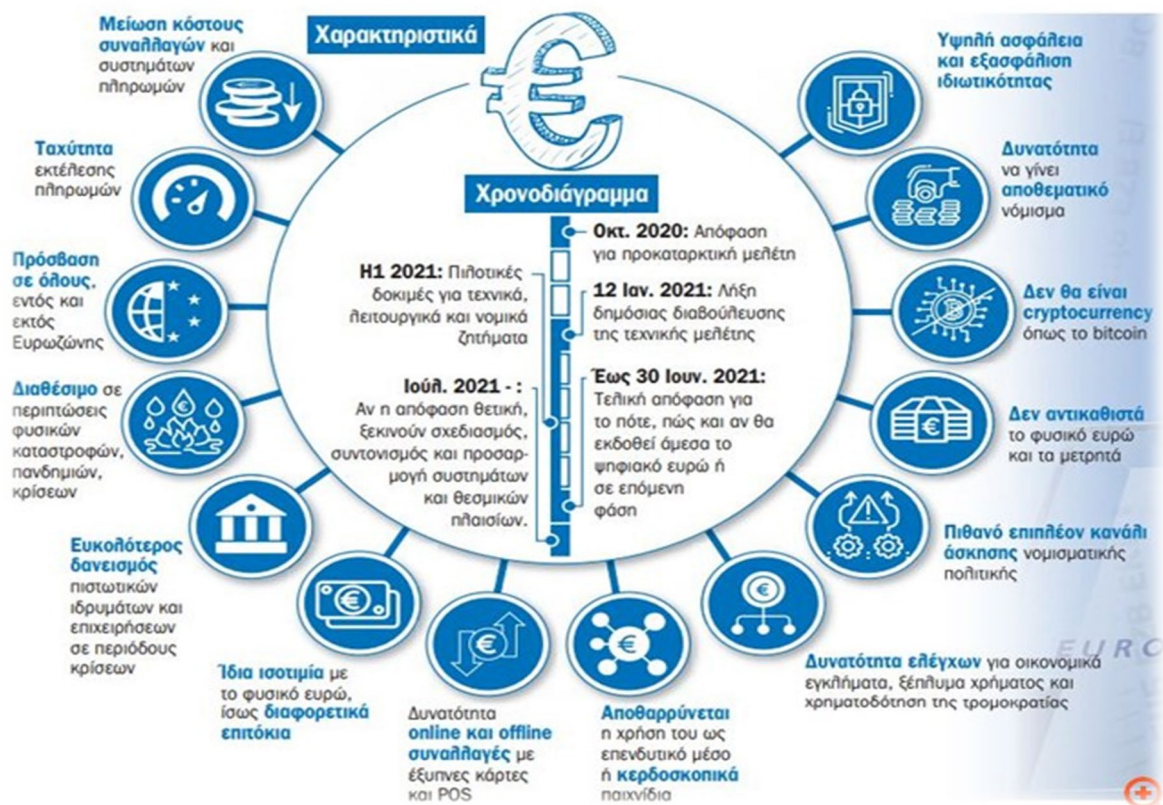 Χαρακτηριστικά
Μείωση κόστους
συναλλαγών και
συστημάτων
πληρωμών
Ταχύτητα
εκτέλεσης
πληρωμών
Πρόσβαση
σε όλους,
εντός και
εκτός
Ευρωζώνης
Διαθέσιμο σε
περιπτώσεις
φυσικών
καταστροφών,
πανδημιών,
κρίσεων
Ευκολότερος
δανεισμός
πιστωτικών
ιδρυμάτων και
επιχειρήσεων
σε περιόδους
κρίσεων
Ίδια ισοτιμία με
το φυσικό ευρώ,
ίσως διαφορετικά
επιτόκια
Δυνατότητα
online και offline
συναλλαγές με
έξυπνες κάρτες
και POS
Αποθαρρύνεται
η χρήση του ως
επενδυτικό μέσο
ή κερδοσκοπικά
παιχνίδια
Δυνατότητα ελέγχων για οικονομικά
εγκλήματα, ξέπλυμα χρήματος και
χρηματοδότηση της τρομοκρατίας
Πιθανό επιπλέον κανάλι
άσκησης νομισματικής
πολιτικής
Δεν αντικαθιστά
το φυσικό ευρώ
και τα μετρητά
Δεν θα είναι
cryptocurrency
όπως το bitcoin
Δυνατότητα
να γίνει
αποθεματικό
νόμισμα
Υψηλή ασφάλεια
και εξασφάλιση
ιδιωτικότητας
Χρονοδιάγραμμα
Οκτ. 2020: Απόφαση
για προκαταρκτική μελέτη
12 Ιαν. 2021: Λήξη
δημόσιας διαβούλευσης
της τεχνικής μελέτης
H1 2021: Πιλοτικές
δοκιμές για τεχνικά,
λειτουργικά και νομικά
ζητήματα
Έως 30 Ιουν. 2021:
Τελική απόφαση για
το πότε, πώς και αν θα
εκδοθεί άμεσα το
ψηφιακό ευρώ ή
σε επόμενη
φάση
Ιούλ. 2021 - :
Αν η απόφαση θετική,
ξεκινούν σχεδιασμός,
συντονισμός και προσαρ-
μογή συστημάτων
και θεσμικών
πλαισίων.
EURO